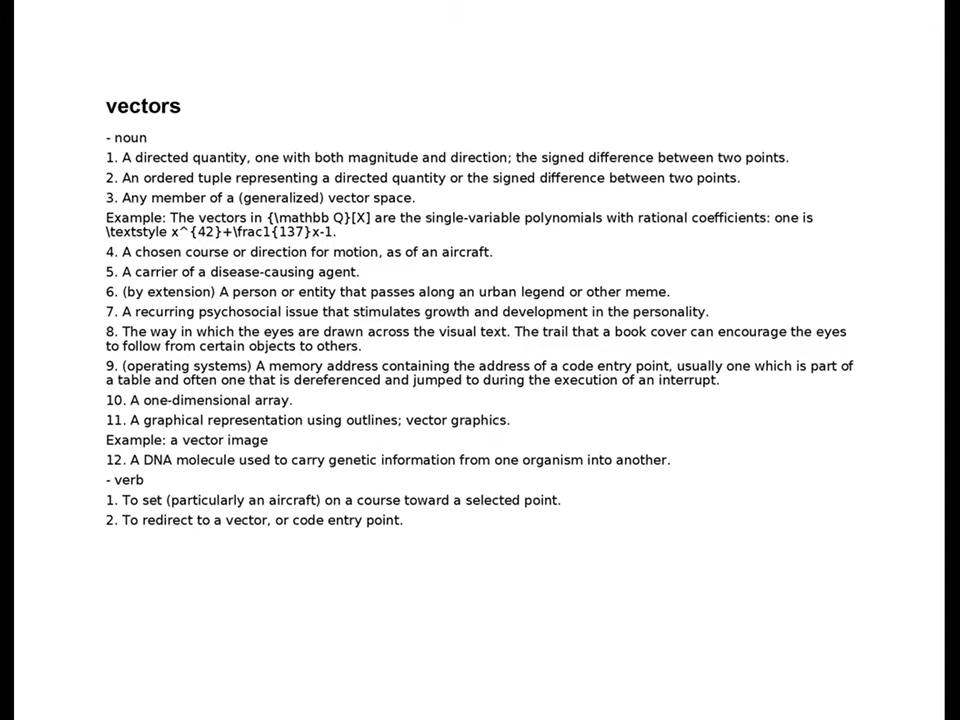 vectors
- noun
1. A directed quantity, one with both magnitude and direction; the signed difference between two points.
2. An ordered tuple representing a directed quantity or the signed difference between two points.
3. Any member of a (generalized) vector space.
Example: The vectors in {\mathbb Q}[X] are the single-variable polynomials with rational coefficients: one is
\textstyle x^{42}+\frac1{137}x-1.
4. A chosen course or direction for motion, as of an aircraft.
5. A carrier of a disease-causing agent.
6. (by extension) A person or entity that passes along an urban legend or other meme.
7. A recurring psychosocial issue that stimulates growth and development in the personality.
8. The way in which the eyes are drawn across the visual text. The trail that a book cover can encourage the eyes
to follow from certain objects to others.
9. (operating systems) A memory address containing the address of a code entry point, usually one which is part of
a table and often one that is dereferenced and jumped to during the execution of an interrupt.
10. A one-dimensional array.
11. A graphical representation using outlines; vector graphics.
Example: a vector image
12. A DNA molecule used to carry genetic information from one organism into another.
- verb
1. To set (particularly an aircraft) on a course toward a selected point.
2. To redirect to a vector, or code entry point.